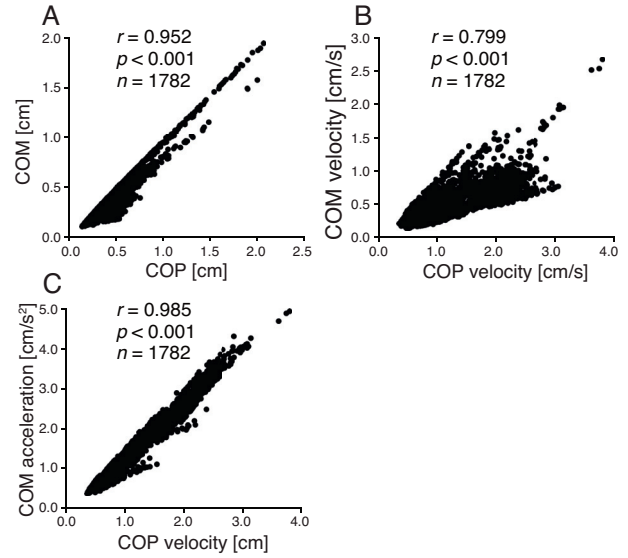 A
r = 0.952
p < 0.001
n = 1782
COM [cm]
2.0
1.5
1.0
0.5
0.0
0.0 0.5 1.0 1.5 2.0 2.5
COP [cm]
B
r = 0.799
p < 0.001
n = 1782
COM velocity [cm/s]
3.0
2.5
2.0
1.5
1.0
0.5
0.0
0.0 1.0 2.0 3.0 4.0
COP velocity [cm/s]
C
r = 0.985
p < 0.001
n = 1782
COM acceleration [cm/s²]
5.0
4.0
3.0
2.0
1.0
0.0
0.0 1.0 2.0 3.0 4.0
COP velocity [cm]